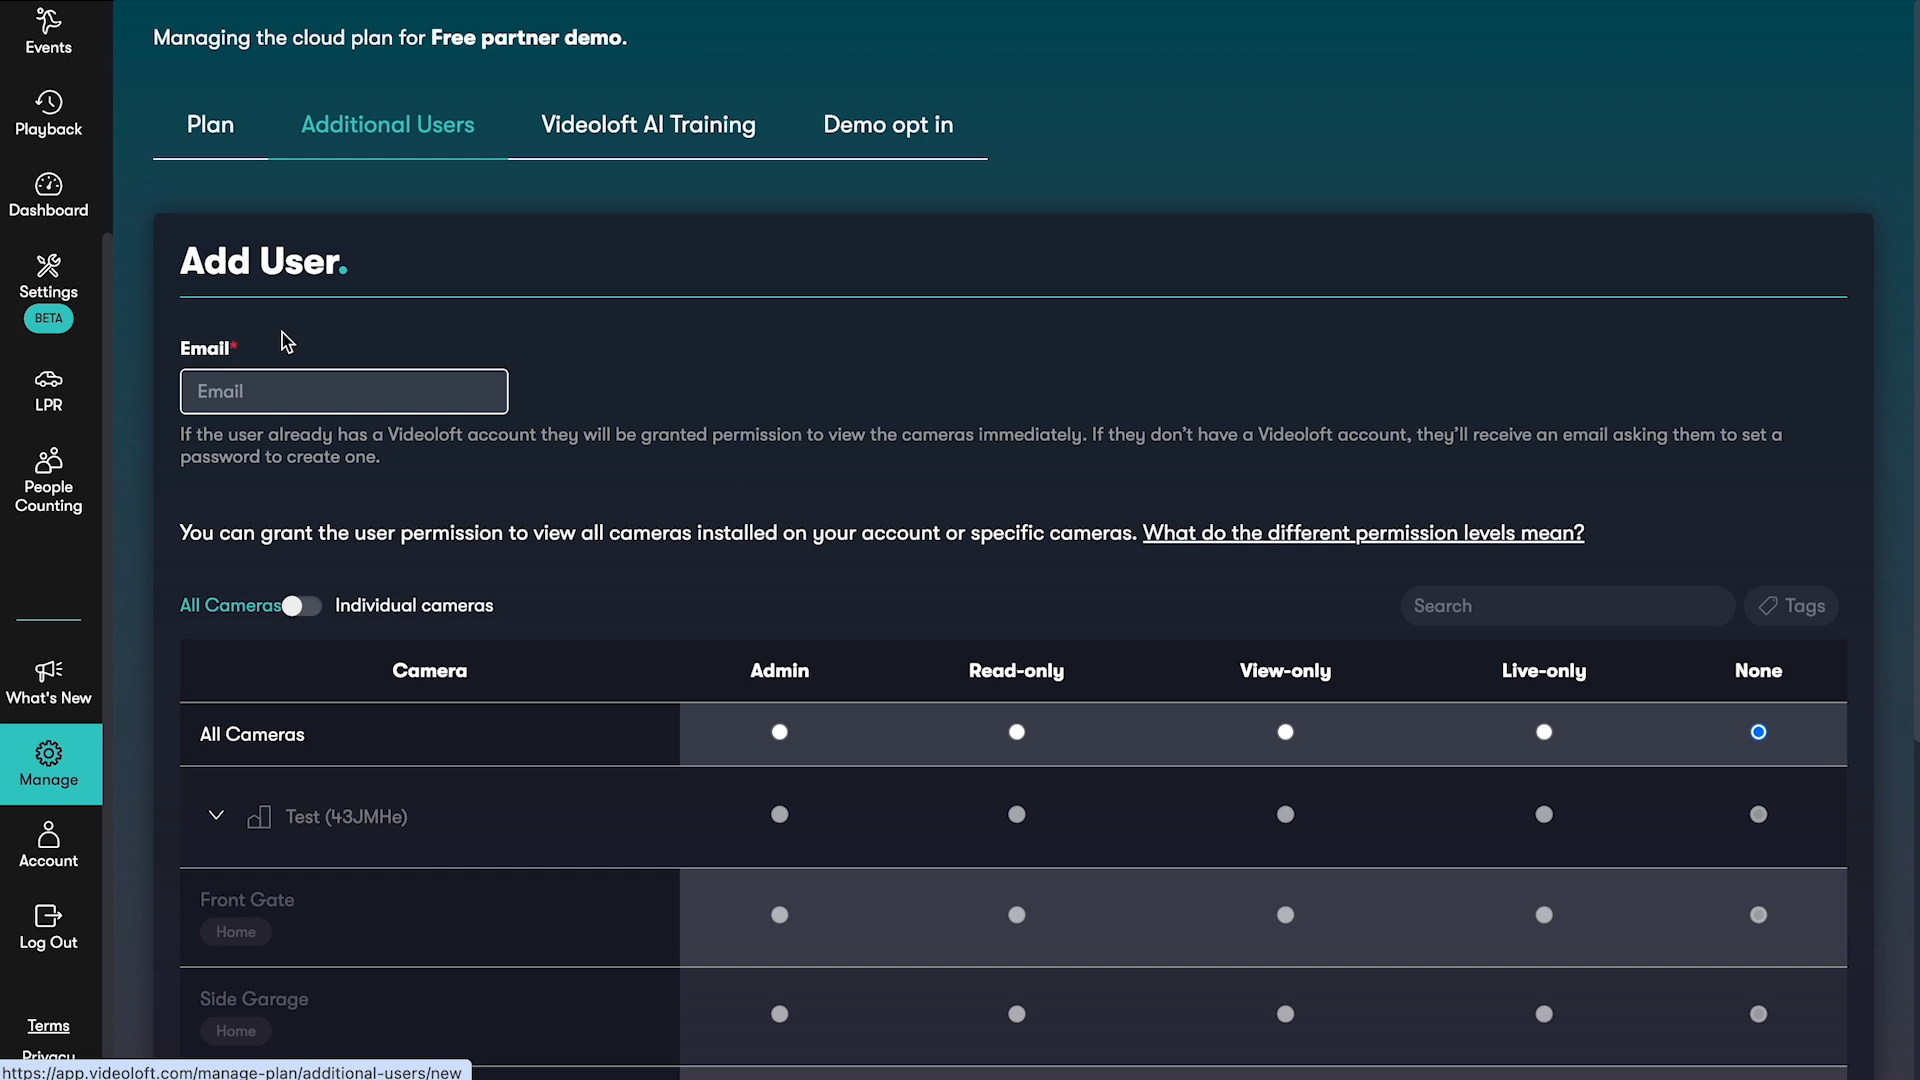 Events
Playback
Dashboard
Settings
BETA
LPR
People
Counting
What's New
Manage
Account
Log Out
Terms
Privacy
Managing the cloud plan for Free partner demo.
Plan
Additional Users
Videoloft AI Training
Demo opt in
Add User.
Email*
Email
If the user already has a Videoloft account they will be granted permission to view the cameras immediately. If they don't have a Videoloft account, they'll receive an email asking them to set a
password to create one.
You can grant the user permission to view all cameras installed on your account or specific cameras. What do the different permission levels mean?
All Cameras Individual cameras
Search
Tags
Camera Admin Read-only View-only Live-only None
All Cameras
Test (43JMHe)
Front Gate
Home
Side Garage
Home
https://app.videoloft.com/manage-plan/additional-users/new